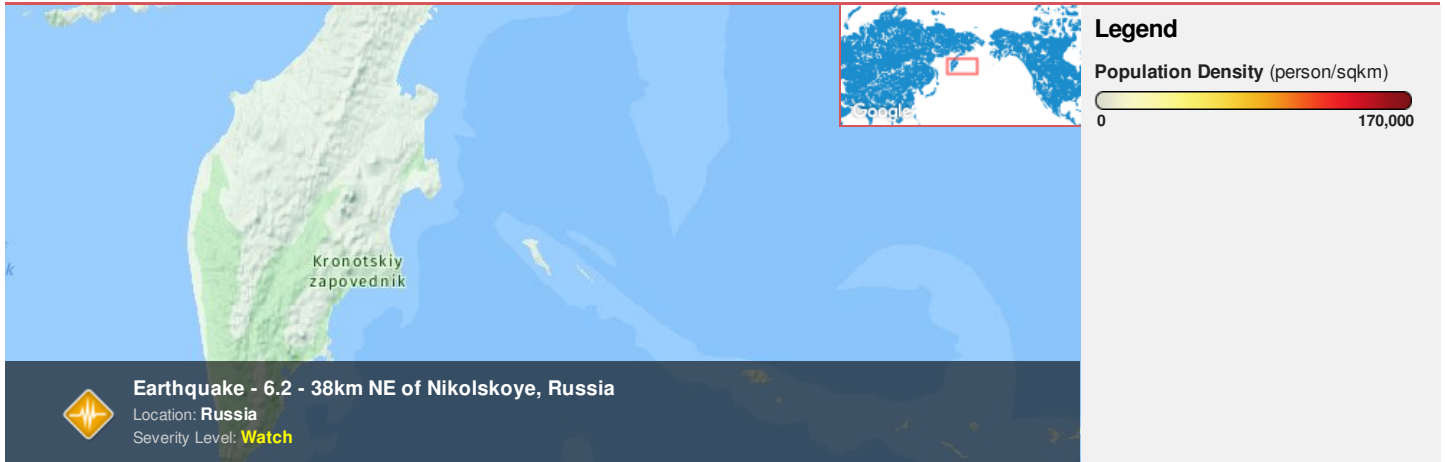 Kronotskiy
zapovednik
k
Google
Earthquake - 6.2 - 38km NE of Nikolskoye, Russia
Location: Russia
Severity Level: Watch
Legend
Population Density (person/sqkm)
0 170,000